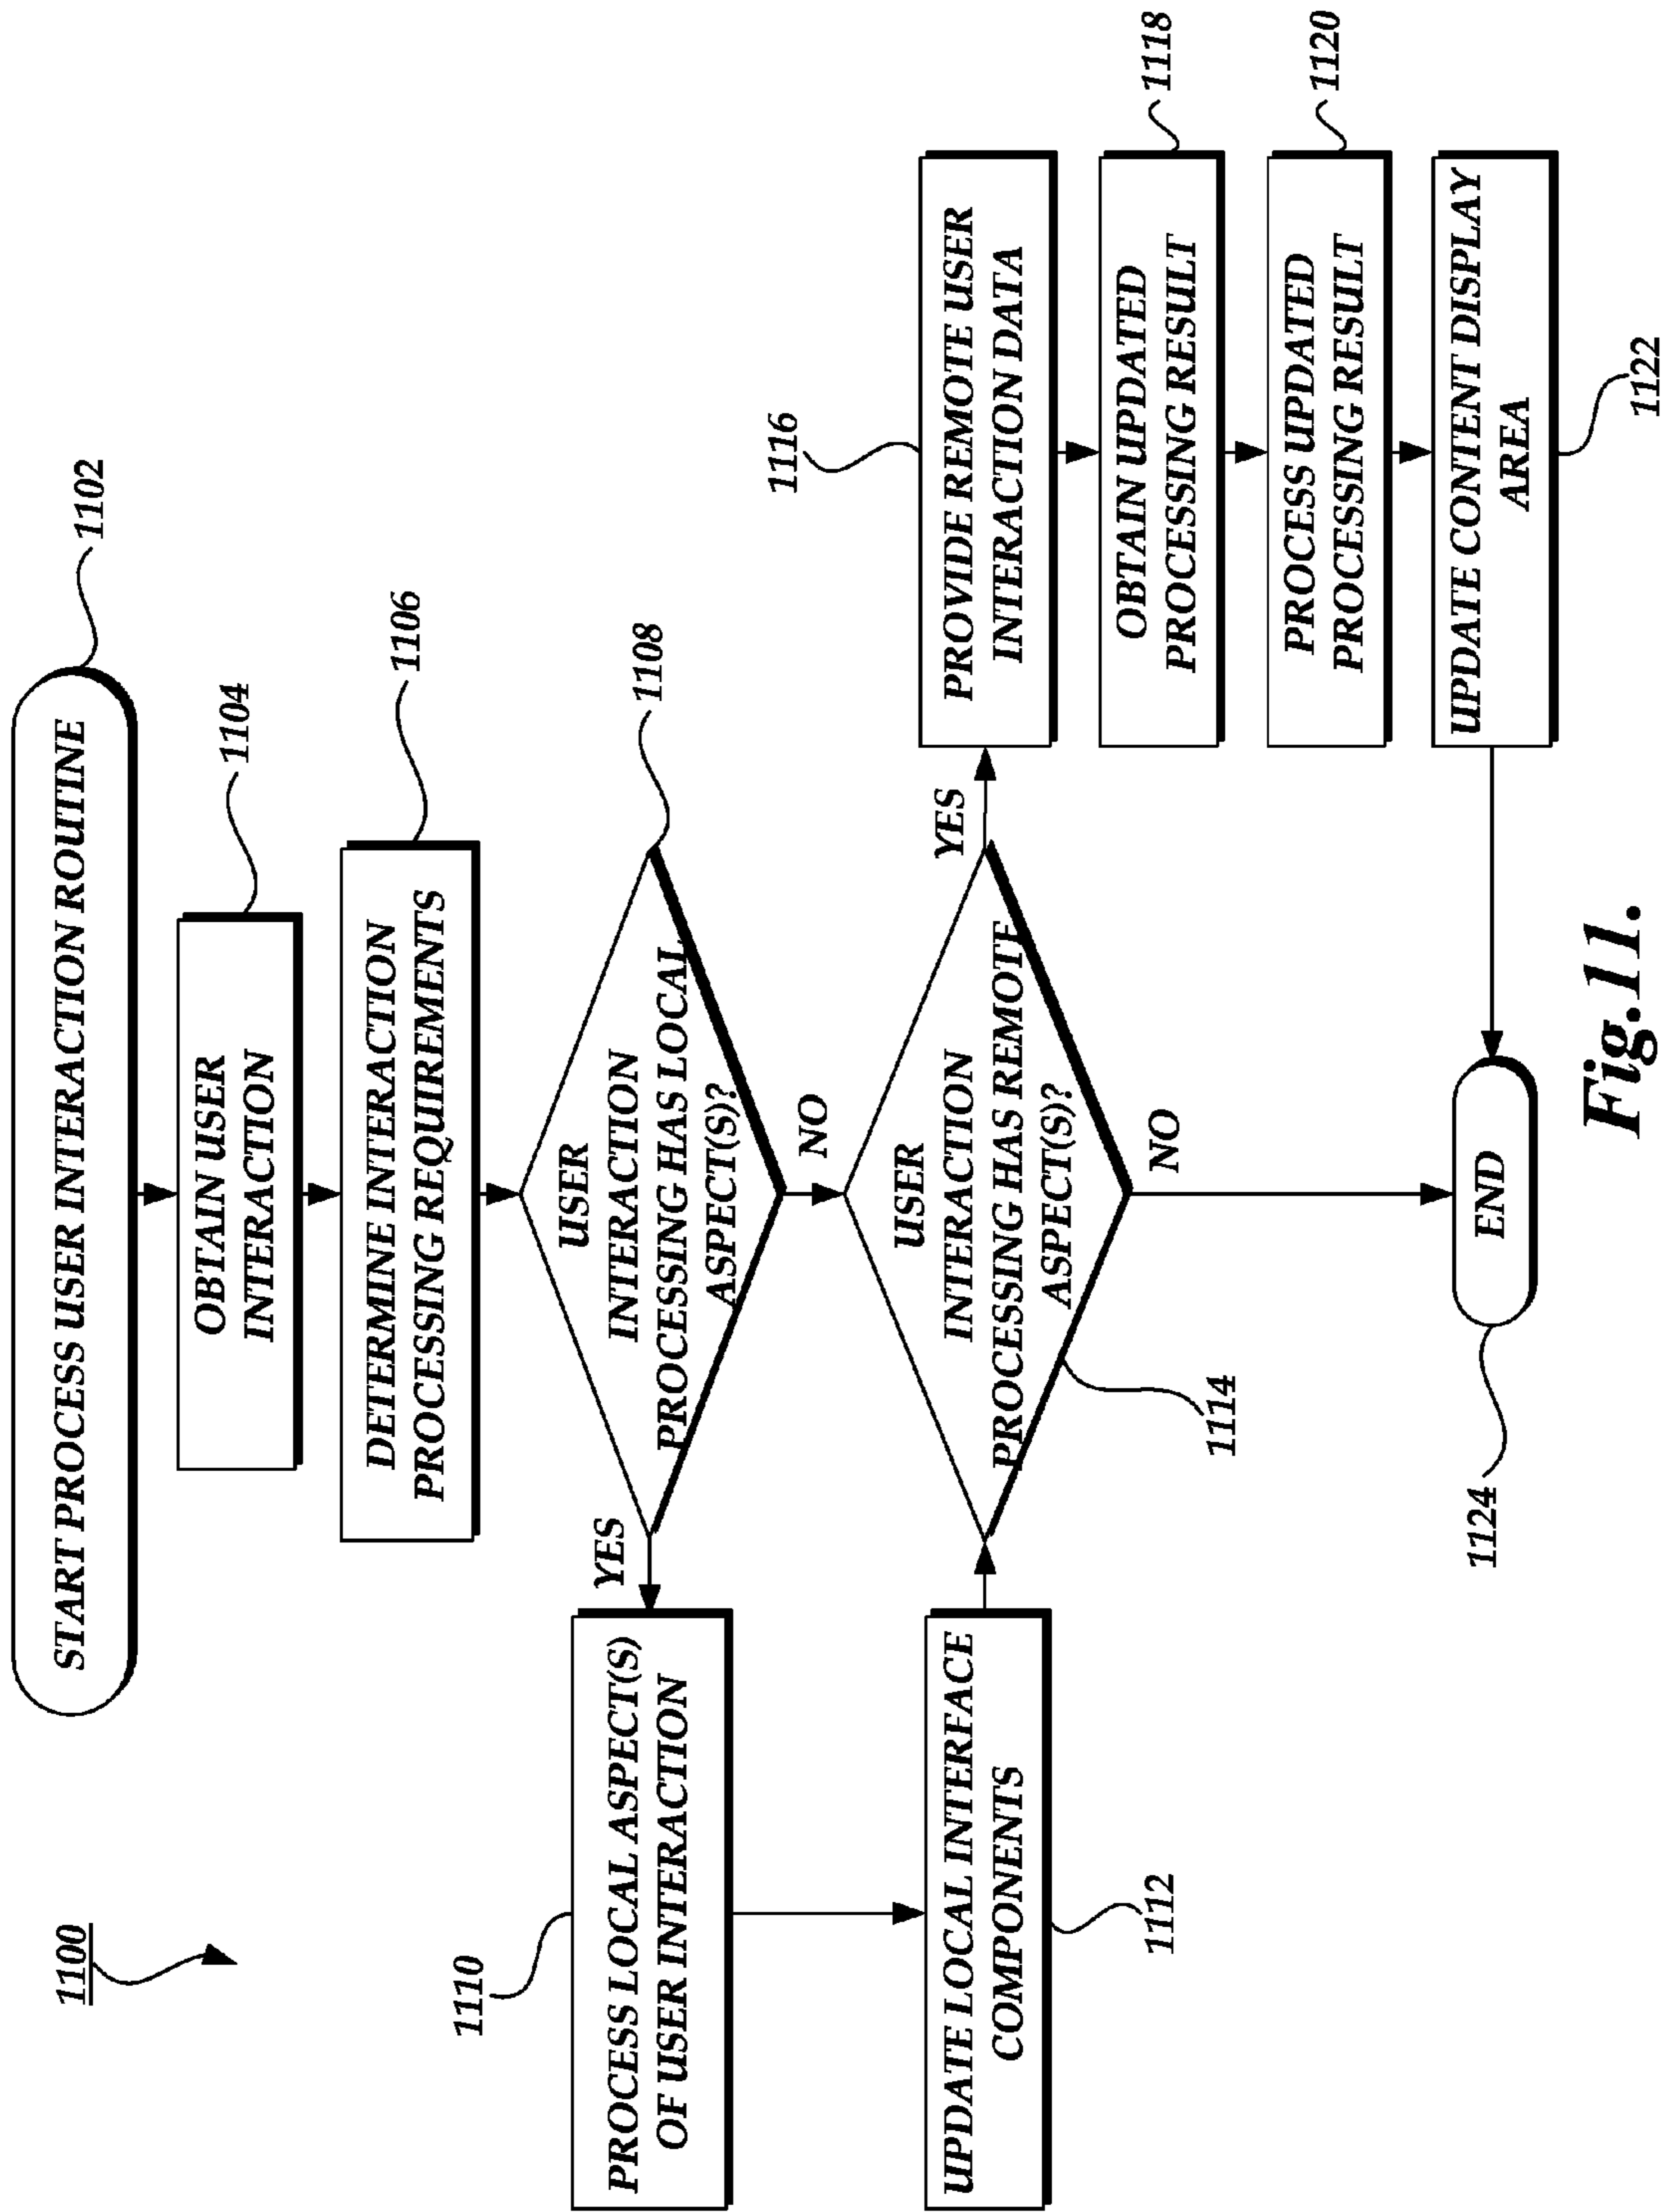 1100
START PROCESS USER INTERACTION ROUTINE
1102
OBTAIN USER
INTERACTION
1104
DETERMINE INTERACTION
PROCESSING REQUIREMENTS
1106
USER
INTERACTION
PROCESSING HAS LOCAL
ASPECT(S)?
1108
YES
NO
1110
PROCESS LOCAL ASPECT(S)
OF USER INTERACTION
UPDATE LOCAL INTERFACE
COMPONENTS
1112
USER
INTERACTION
PROCESSING HAS REMOTE
ASPECT(S)?
1114
YES
NO
1116
PROVIDE REMOTE USER
INTERACTION DATA
OBTAIN UPDATED
PROCESSING RESULT
1118
PROCESS UPDATED
PROCESSING RESULT
1120
UPDATE CONTENT DISPLAY
AREA
1122
END
1124
Fig.11.